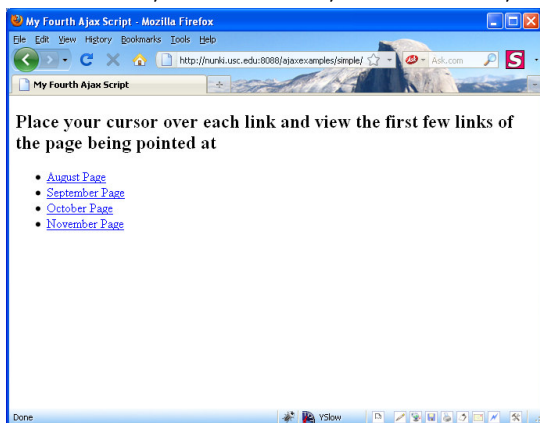 My Fourth Ajax Script - Mozilla Firefox
File Edit View History Bookmarks Tools Help
http://nunki.usc.edu:8088/ajaxexamples/simple/ Ask.com S
My Fourth Ajax Script
Place your cursor over each link and view the first few links of
the page being pointed at
August Page
September Page
October Page
November Page
Done YSlow